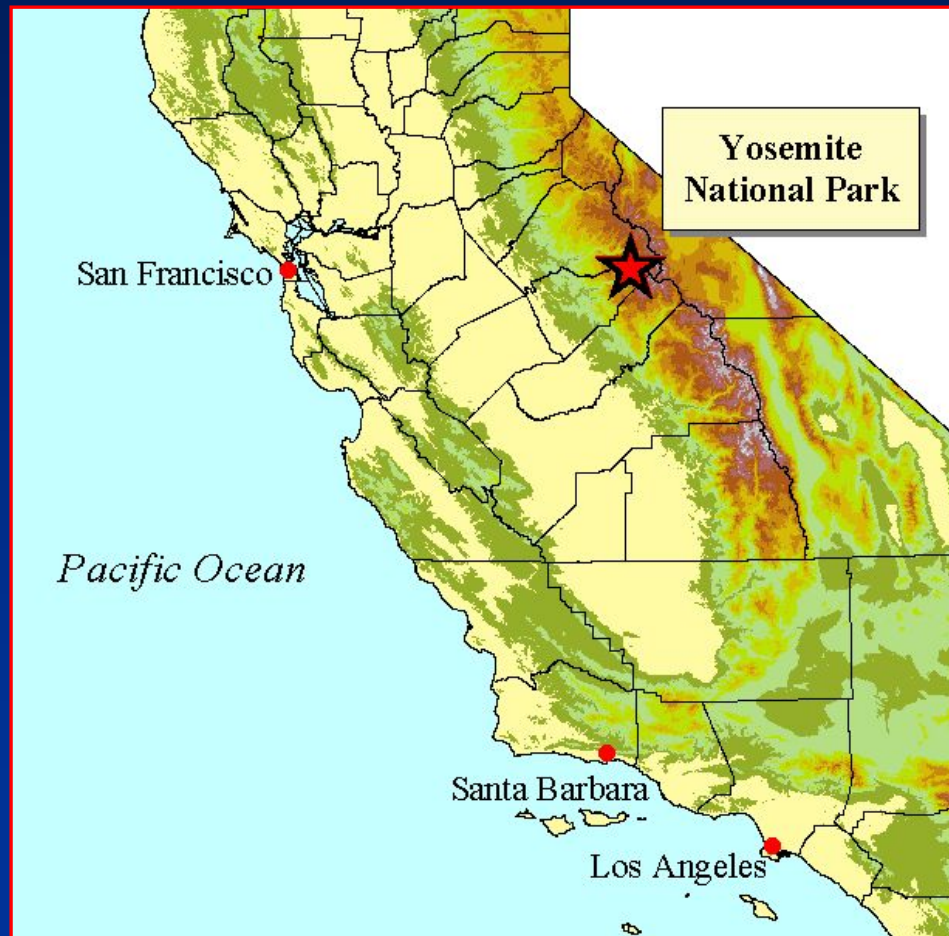 Yosemite
National Park
San Francisco
Pacific Ocean
Santa Barbara
Los Angeles